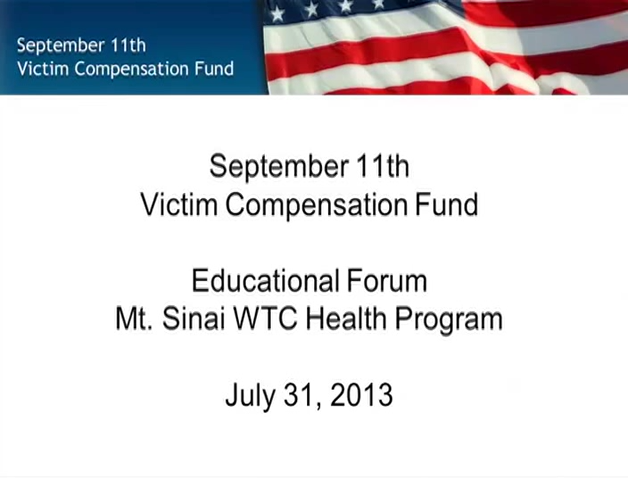 September 11th
Victim Compensation Fund
September 11th
Victim Compensation Fund
Educational Forum
Mt. Sinai WTC Health Program
July 31, 2013